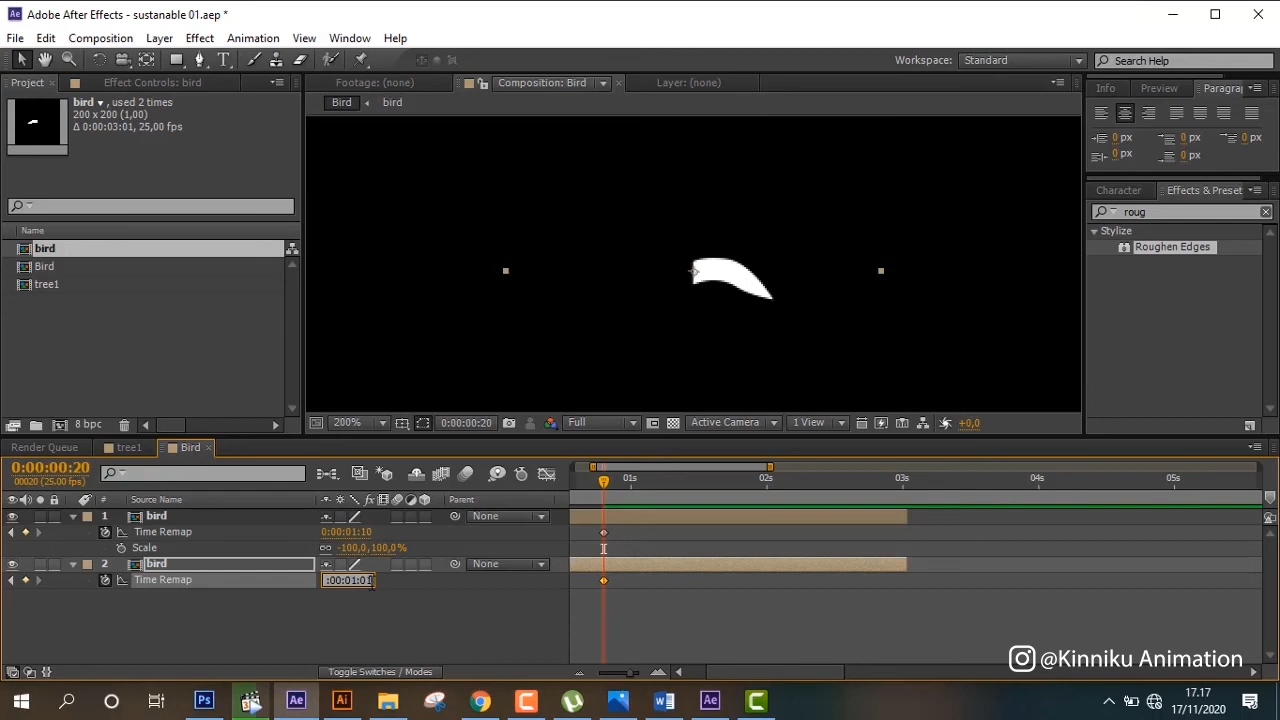 Adobe After Effects - sustanable 01.aep *
File Edit Composition Layer Effect Animation View Window Help
Workspace: Standard Search Help
Project Effect Controls: bird Footage: (none) Composition: Bird Layer: (none) Info Preview Paragra
bird , used 2 times
200 x 200 (1,00)
Δ 0:00:03:01, 25,00 fps
Bird bird
0 px 0 px 0 px
0 px 0 px
Character Effects & Preset
roug
Name
Stylize
Roughen Edges
bird
Bird
tree1
8 bpc 200% 0:00:00:20 Full Active Camera 1 View +0,0
Render Queue tree1 Bird
0:00:00:20
00020 (25.00 fps)
01s 02s 03s 04s 05s
# Source Name Parent
1 bird None
Time Remap 0:00:01:10
Scale -100,0,100,0%
2 bird None
Time Remap :00:01:01
Toggle Switches / Modes
@Kinniku Animation
17.17
17/11/2020